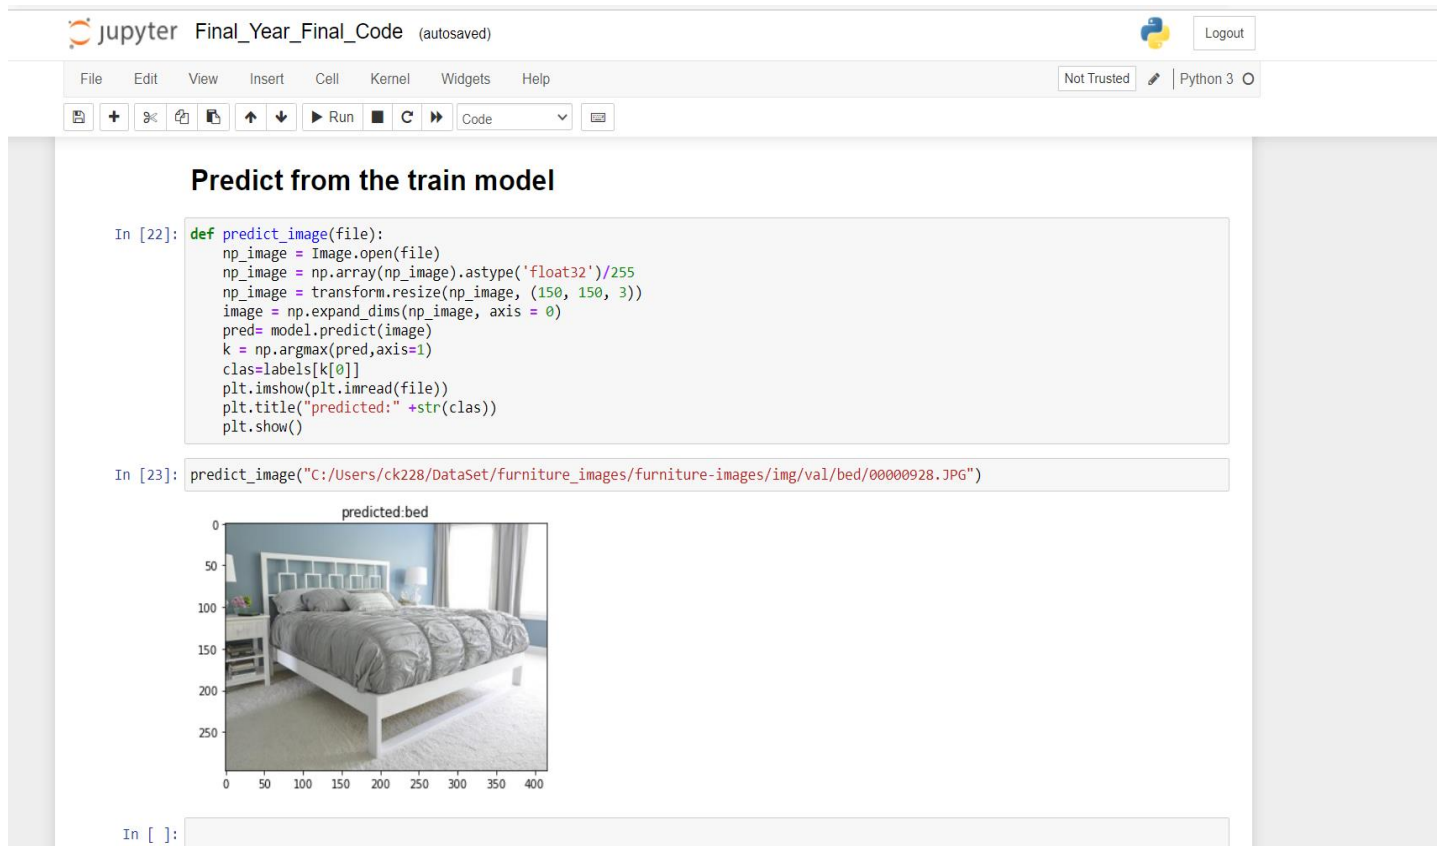 jupyter Final_Year_Final_Code (autosaved)
Logout
File Edit View Insert Cell Kernel Widgets Help
Not Trusted Python 3
Run Code
Predict from the train model
In [22]: def predict_image(file):
    np_image = Image.open(file)
    np_image = np.array(np_image).astype('float32')/255
    np_image = transform.resize(np_image, (150, 150, 3))
    image = np.expand_dims(np_image, axis = 0)
    pred= model.predict(image)
    k = np.argmax(pred,axis=1)
    clas=labels[k[0]]
    plt.imshow(plt.imread(file))
    plt.title("predicted:" +str(clas))
    plt.show()
In [23]: predict_image("C:/Users/ck228/DataSet/furniture_images/furniture-images/img/val/bed/00000928.JPG")
predicted:bed
0
50
100
150
200
250
0 50 100 150 200 250 300 350 400
In [ ]: